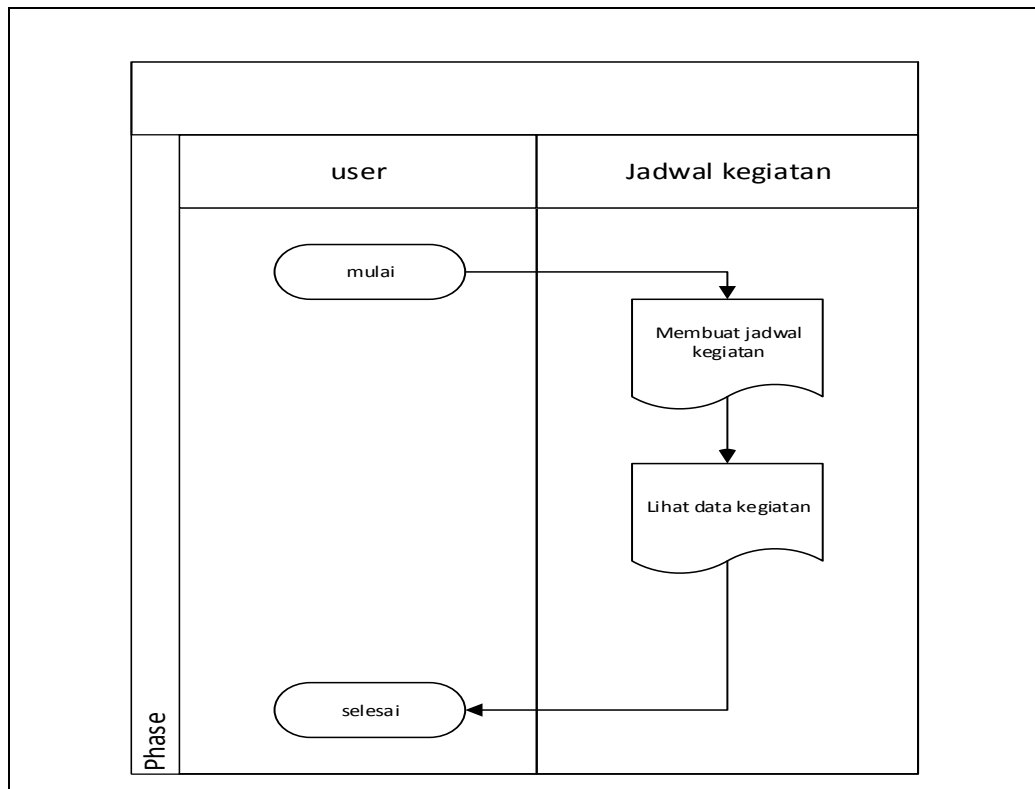 user
Jadwal kegiatan
mulai
Membuat jadwal
kegiatan
Lihat data kegiatan
selesai
Phase